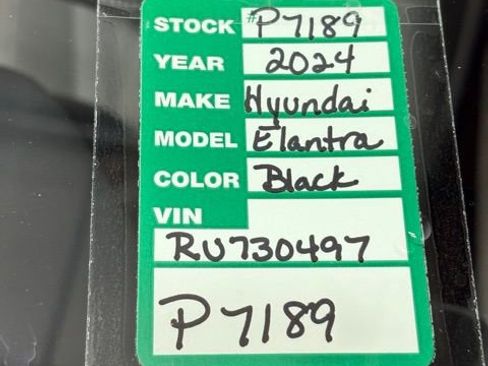 STOCK #P7189
YEAR 2024
MAKE Hyundai
MODEL Elantra
COLOR Black
VIN
RU730497
P7189